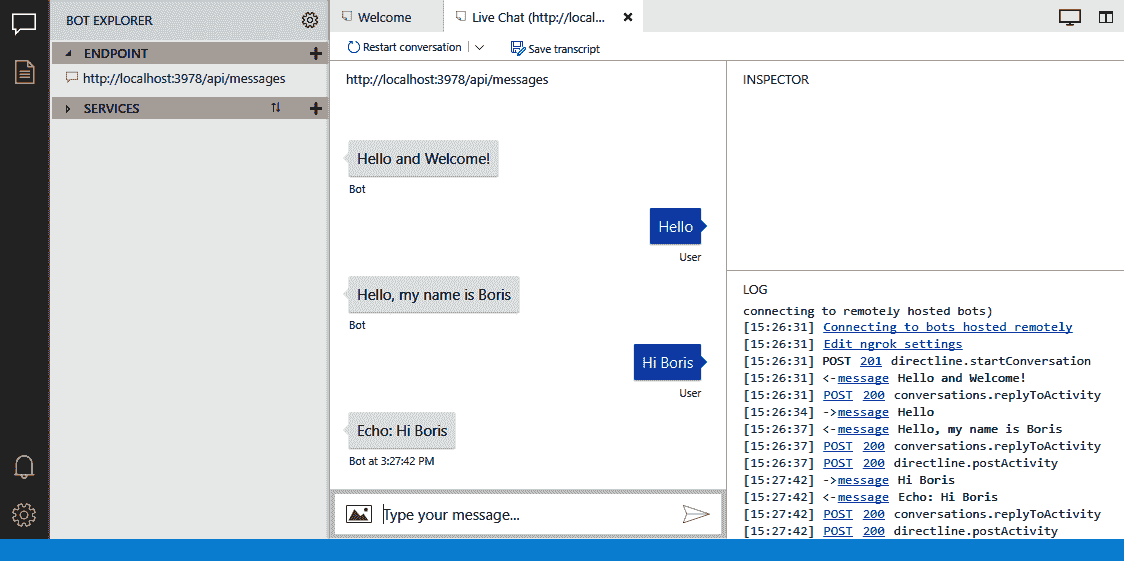 BOT EXPLORER
ENDPOINT
http://localhost:3978/api/messages
SERVICES
Welcome
Live Chat (http://local...
Restart conversation
Save transcript
http://localhost:3978/api/messages
Hello and Welcome!
Bot
Hello
User
Hello, my name is Boris
Bot
Hi Boris
User
Echo: Hi Boris
Bot at 3:27:42 PM
Type your message...
INSPECTOR
LOG
connecting to remotely hosted bots)
[15:26:31] Connecting to bots hosted remotely
[15:26:31] Edit ngrok settings
[15:26:31] POST 201 directline.startConversation
[15:26:31] <-message Hello and Welcome!
[15:26:31] POST 200 conversations.replyToActivity
[15:26:34] ->message Hello
[15:26:37] <-message Hello, my name is Boris
[15:26:37] POST 200 conversations.replyToActivity
[15:26:37] POST 200 directline.postActivity
[15:27:42] ->message Hi Boris
[15:27:42] <-message Echo: Hi Boris
[15:27:42] POST 200 conversations.replyToActivity
[15:27:42] POST 200 directline.postActivity